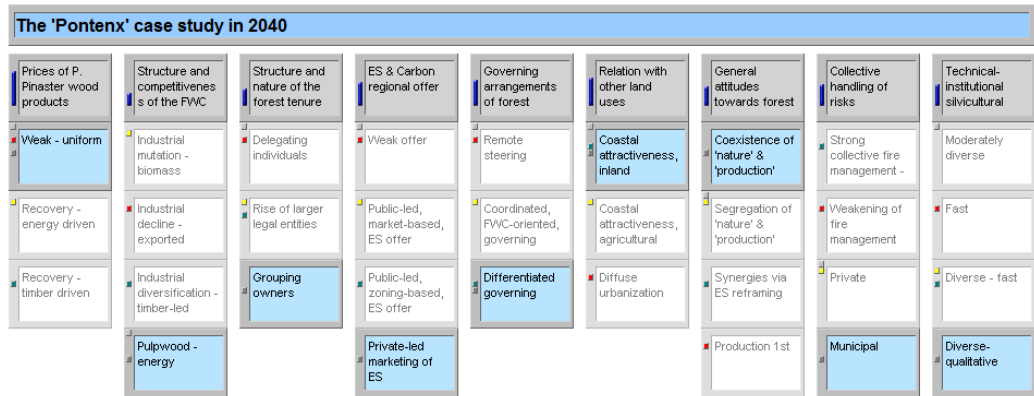 The 'Pontenx' case study in 2040
Prices of P.
Pinaster wood
products
Structure and
competitivenes
s of the FWC
Structure and
nature of the
forest tenure
ES & Carbon
regional offer
Governing
arrangements
of forest
Relation with
other land
uses
General
attitudes
towards forest
Collective
handling of
risks
Technical-
institutional
silvicultural
Weak - uniform
Industrial
mutation -
biomass
Delegating
individuals
Weak offer
Remote
steering
Coastal
attractiveness,
inland
Coexistence of
'nature' &
'production'
Strong
collective fire
management -
Moderately
diverse
Recovery -
energy driven
Industrial
decline -
exported
Rise of larger
legal entities
Public-led,
market-based,
ES offer
Coordinated,
FWC-oriented,
governing
Coastal
attractiveness,
agricultural
Segregation of
'nature' &
'production'
Weakening of
fire
management
Fast
Recovery -
timber driven
Industrial
diversification -
timber-led
Grouping
owners
Public-led,
zoning-based,
ES offer
Differentiated
governing
Diffuse
urbanization
Synergies via
ES reframing
Private
Diverse - fast
Pulpwood -
energy
Private-led
marketing of
ES
Production 1st
Municipal
Diverse-
qualitative